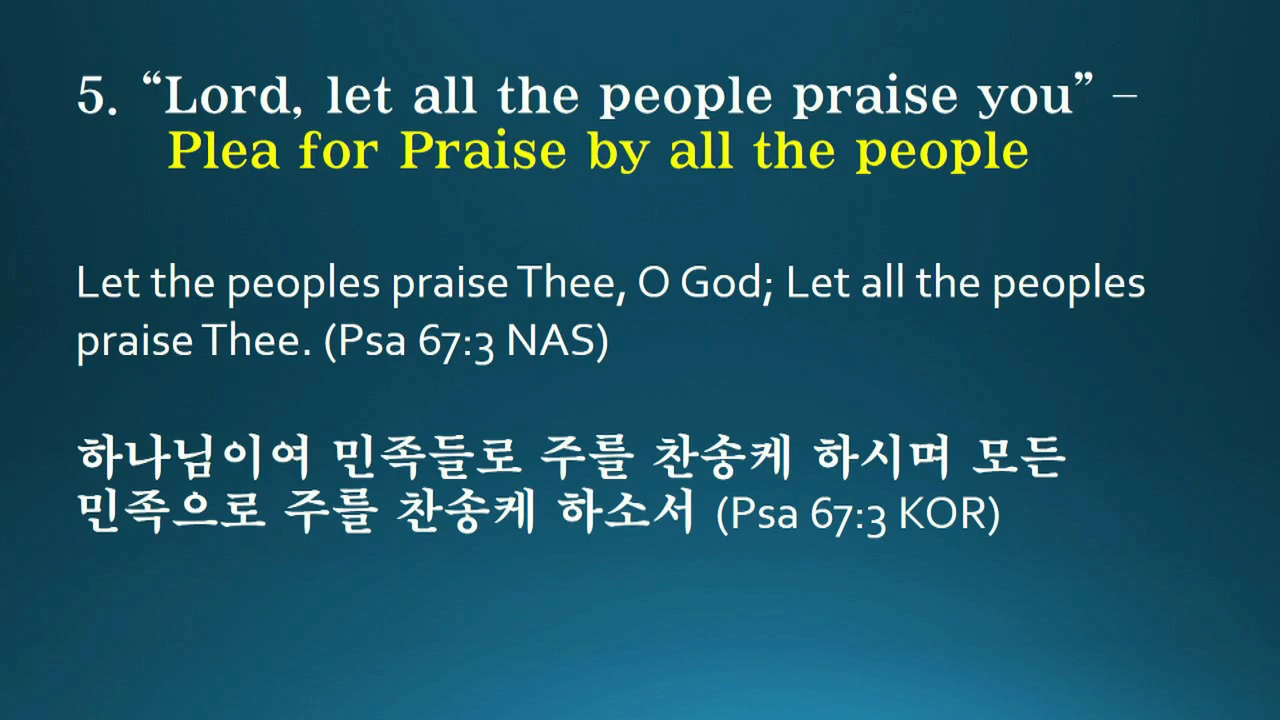 5. “Lord, let all the people praise you” –
Plea for Praise by all the people
Let the peoples praise Thee, O God; Let all the peoples
praise Thee. (Psa 67:3 NAS)
하나님이여 민족들로 주를 찬송케 하시며 모든
민족으로 주를 찬송케 하소서 (Psa 67:3 KOR)